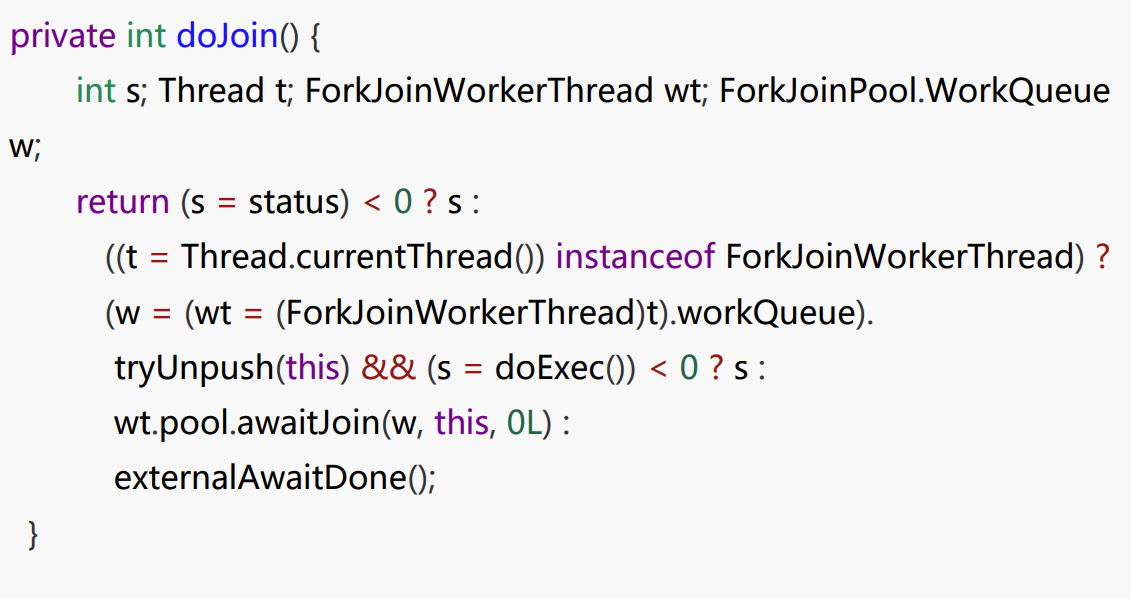 private int doJoin() {
int s; Thread t; ForkJoinWorkerThread wt; ForkJoinPool.WorkQueue
w;
return (s = status) < 0 ? s :
((t = Thread.currentThread()) instanceof ForkJoinWorkerThread) ?
(w = (wt = (ForkJoinWorkerThread)t).workQueue).
tryUnpush(this) && (s = doExec()) < 0 ? s :
wt.pool.awaitJoin(w, this, 0L) :
externalAwaitDone();
}